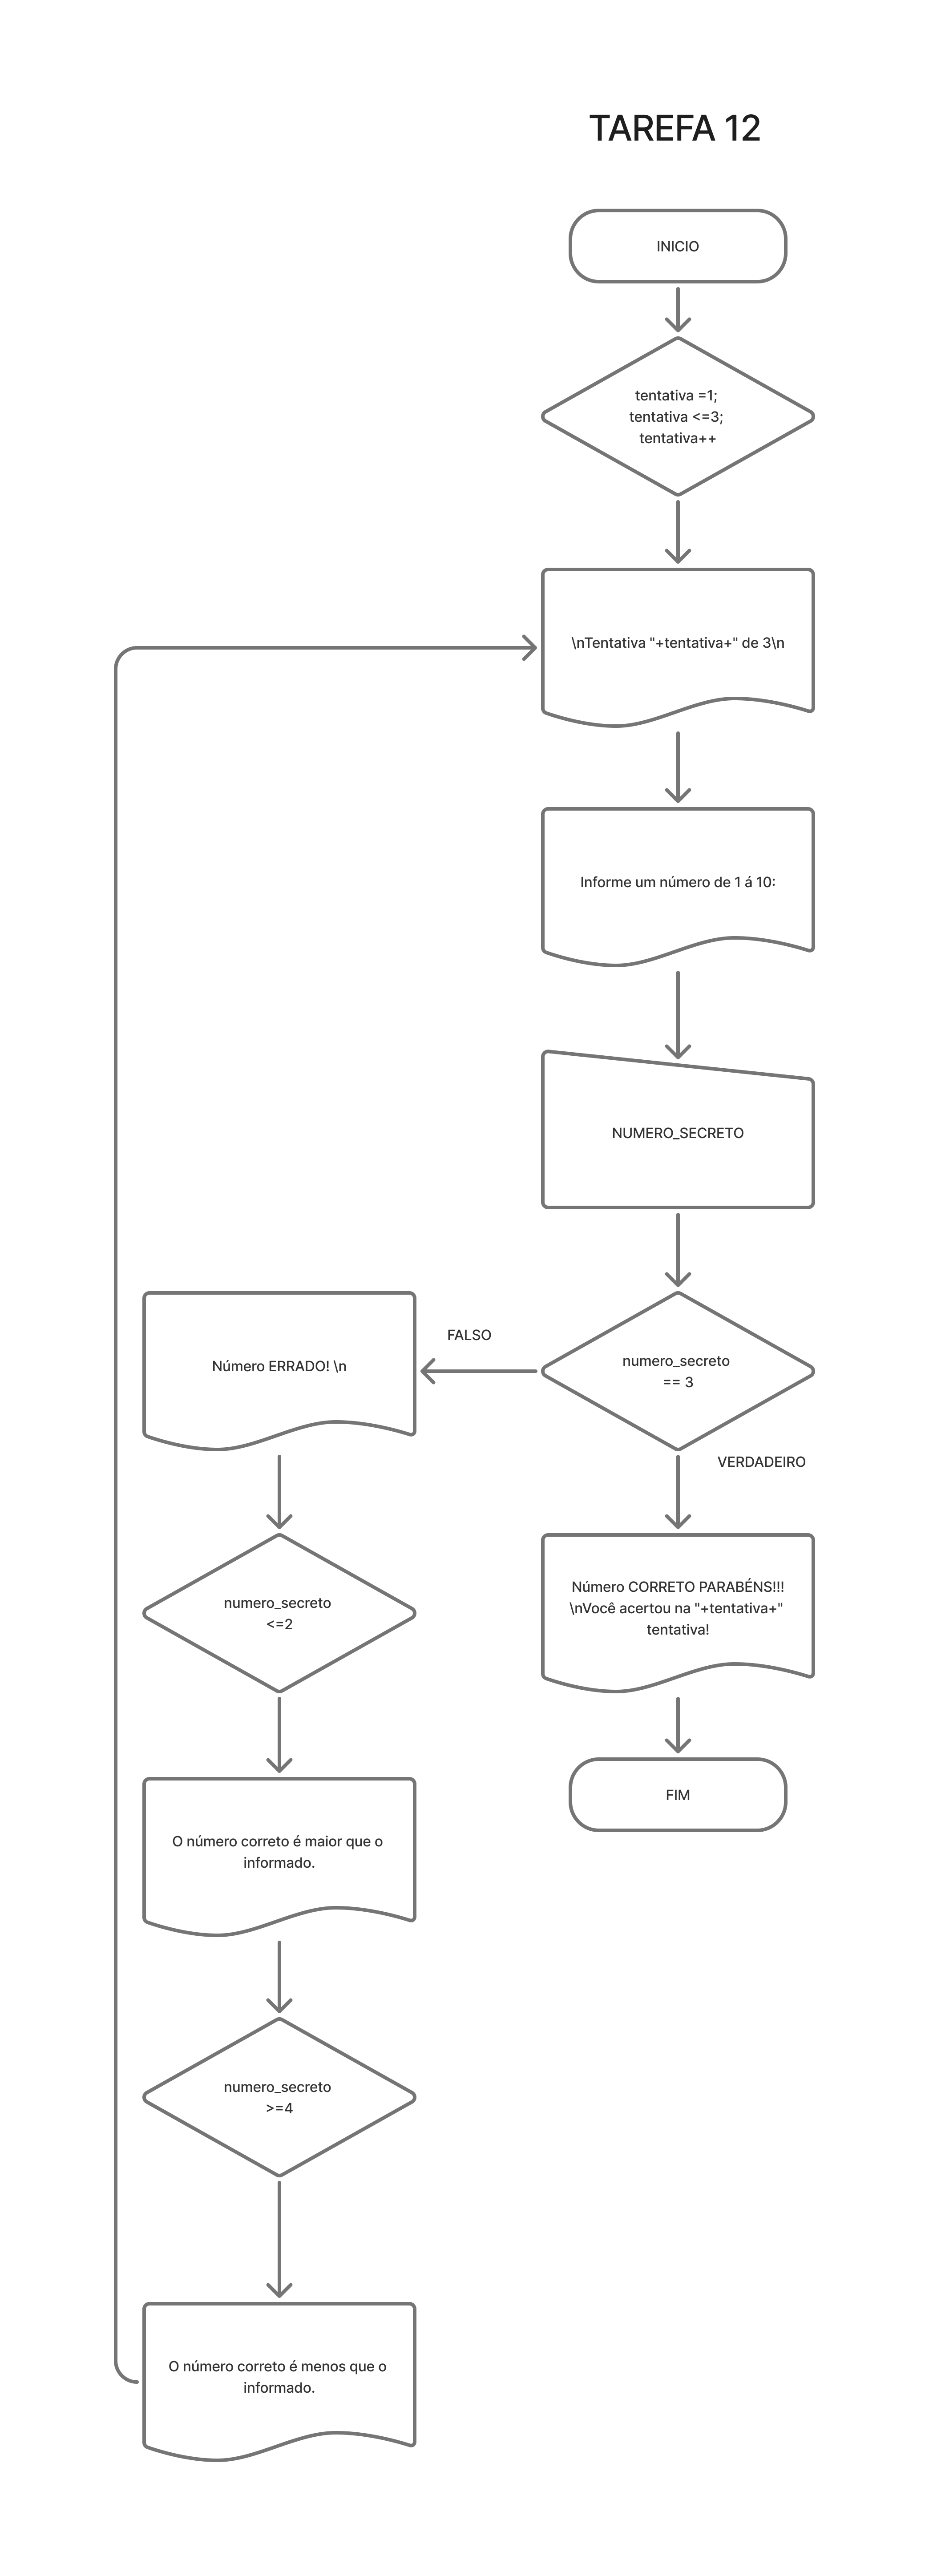 TAREFA 12
INICIO
tentativa =1;
tentativa <=3;
tentativa++
\nTentativa "+tentativa+" de 3\n
Informe um número de 1 á 10:
NUMERO_SECRETO
numero_secreto
== 3
FALSO
VERDADEIRO
Número ERRADO! \n
numero_secreto
<=2
O número correto é maior que o
informado.
numero_secreto
>=4
O número correto é menos que o
informado.
Número CORRETO PARABÉNS!!!
\nVocê acertou na "+tentativa+"
tentativa!
FIM